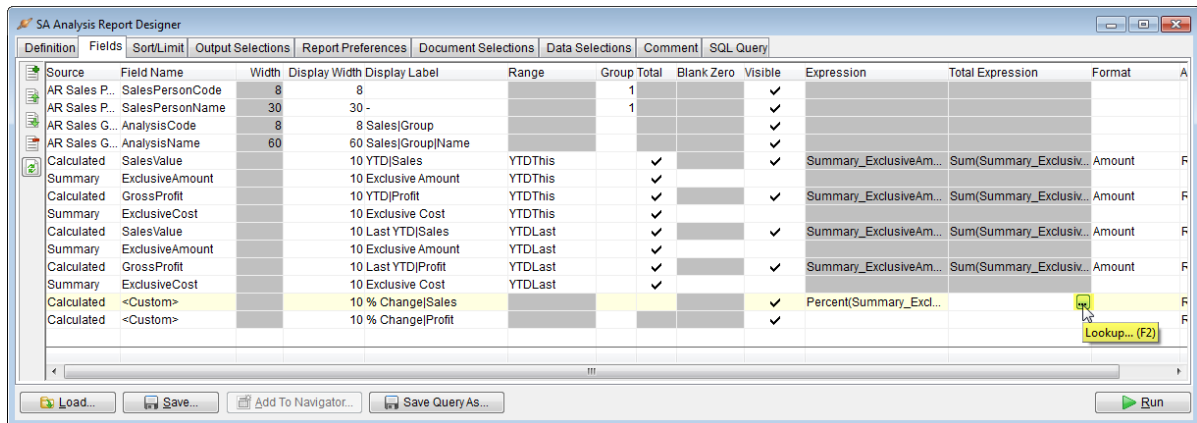 SA Analysis Report Designer
Definition Fields Sort/Limit Output Selections Report Preferences Document Selections Data Selections Comment SQL Query
Source Field Name Width Display Width Display Label Range Group Total Blank Zero Visible Expression Total Expression Format A
AR Sales P... SalesPersonCode 8 8 1
AR Sales P... SalesPersonName 30 30 - 1
AR Sales G... AnalysisCode 8 8 Sales|Group
AR Sales G... AnalysisName 60 60 Sales|Group|Name
Calculated SalesValue 10 YTD|Sales YTDThis Summary_ExclusiveAm... Sum(Summary_Exclusiv... Amount R
Summary ExclusiveAmount 10 Exclusive Amount YTDThis
Calculated GrossProfit 10 YTD|Profit YTDThis Summary_ExclusiveAm... Sum(Summary_Exclusiv... Amount R
Summary ExclusiveCost 10 Exclusive Cost YTDThis
Calculated SalesValue 10 Last YTD|Sales YTDLast Summary_ExclusiveAm... Sum(Summary_Exclusiv... Amount R
Summary ExclusiveAmount 10 Exclusive Amount YTDLast
Calculated GrossProfit 10 Last YTD|Profit YTDLast Summary_ExclusiveAm... Sum(Summary_Exclusiv... Amount R
Summary ExclusiveCost 10 Exclusive Cost YTDLast
Calculated <Custom> 10 % Change|Sales Percent(Summary_Excl... ... R
Calculated <Custom> 10 % Change|Profit R
Lookup... (F2)
Load... Save... Add To Navigator... Save Query As... Run